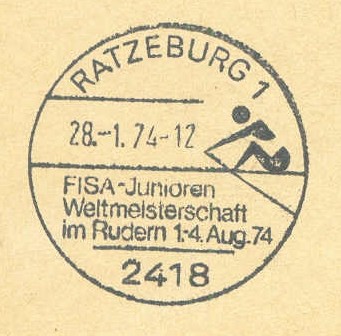 RATZEBURG 1
28.-1.74-12
FISA-Junioren
Weltmeisterschaft
im Rudern 1.-4. Aug. 74
2418